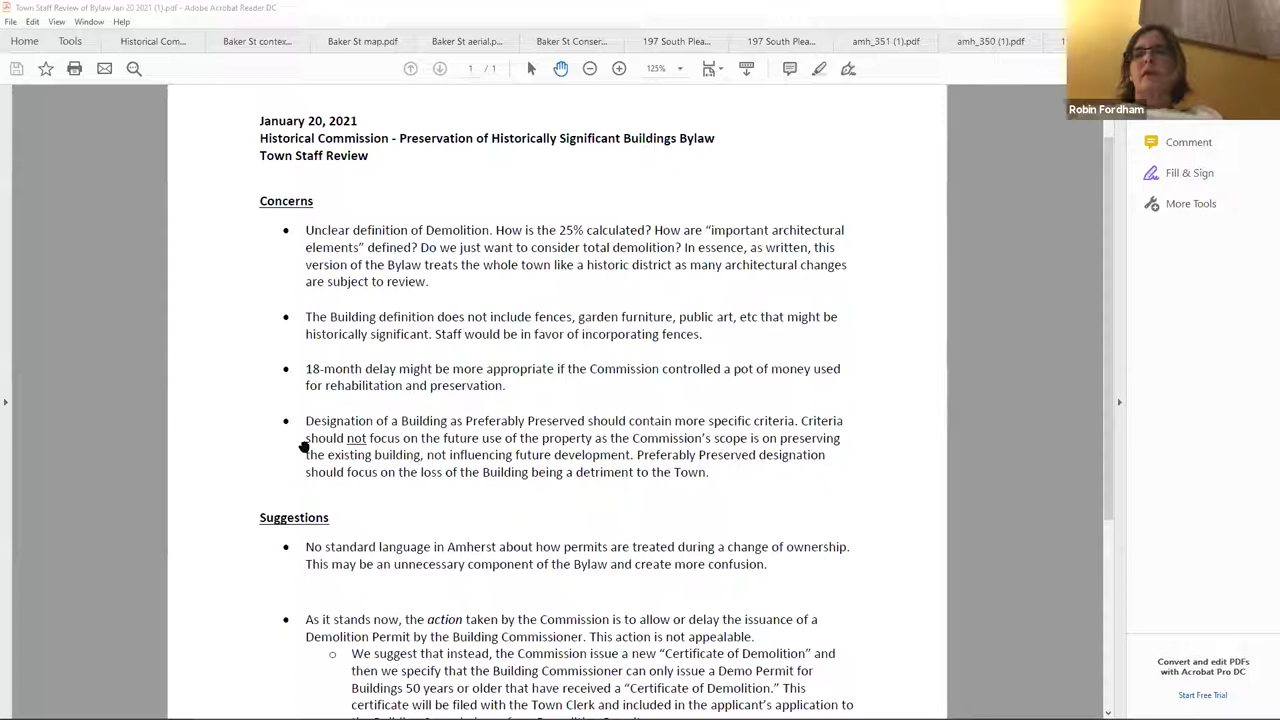 Town Staff Review of Bylaw Jan 20 2021 (1).pdf - Adobe Acrobat Reader DC
File Edit View Window Help
Home Tools Historical Com... Baker St contex... Baker St map.pdf Baker St aerial.p... Baker St Conser... 197 South Plea... 197 South Plea... amh_351 (1).pdf amh_350 (1).pdf
1 / 1 125%
Robin Fordham
January 20, 2021
Historical Commission - Preservation of Historically Significant Buildings Bylaw
Town Staff Review
Concerns
• Unclear definition of Demolition. How is the 25% calculated? How are “important architectural
elements” defined? Do we just want to consider total demolition? In essence, as written, this
version of the Bylaw treats the whole town like a historic district as many architectural changes
are subject to review.
• The Building definition does not include fences, garden furniture, public art, etc that might be
historically significant. Staff would be in favor of incorporating fences.
• 18-month delay might be more appropriate if the Commission controlled a pot of money used
for rehabilitation and preservation.
• Designation of a Building as Preferably Preserved should contain more specific criteria. Criteria
should not focus on the future use of the property as the Commission’s scope is on preserving
the existing building, not influencing future development. Preferably Preserved designation
should focus on the loss of the Building being a detriment to the Town.
Suggestions
• No standard language in Amherst about how permits are treated during a change of ownership.
This may be an unnecessary component of the Bylaw and create more confusion.
• As it stands now, the action taken by the Commission is to allow or delay the issuance of a
Demolition Permit by the Building Commissioner. This action is not appealable.
o We suggest that instead, the Commission issue a new “Certificate of Demolition” and
then we specify that the Building Commissioner can only issue a Demo Permit for
Buildings 50 years or older that have received a “Certificate of Demolition.” This
certificate will be filed with the Town Clerk and included in the applicant’s application to
Comment
Fill & Sign
More Tools
Convert and edit PDFs
with Acrobat Pro DC
Start Free Trial